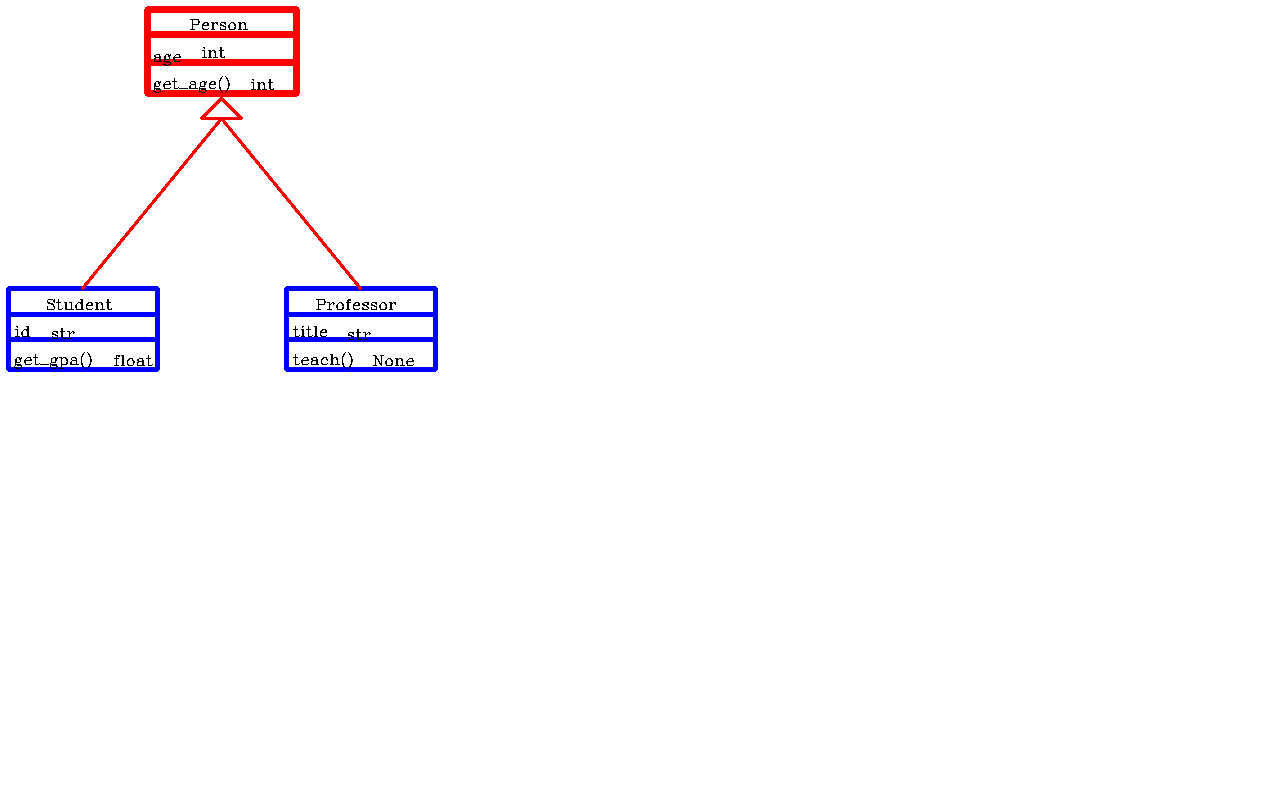 Person
age int
get_age() int
Student
id str
get_gpa() float
Professor
title str
teach() None